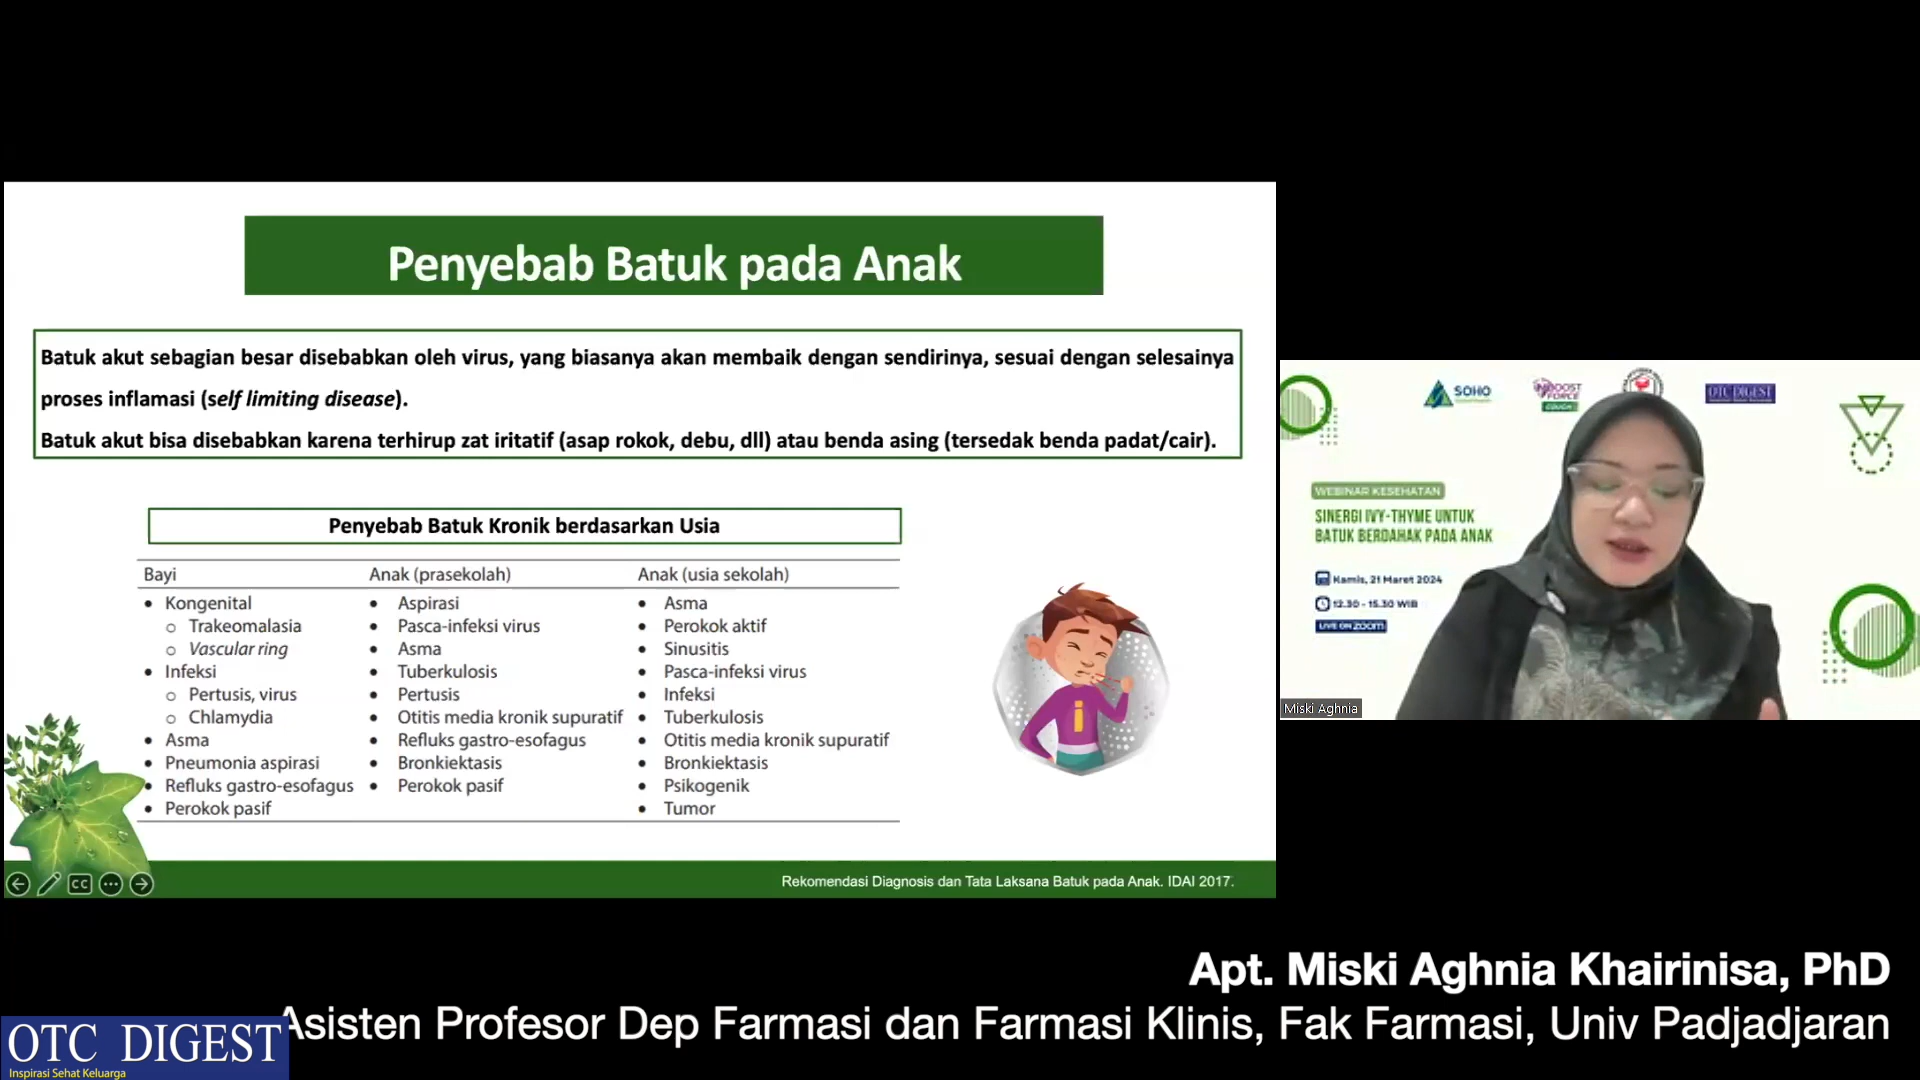 Penyebab Batuk pada Anak
Batuk akut sebagian besar disebabkan oleh virus, yang biasanya akan membaik dengan sendirinya, sesuai dengan selesainya
proses inflamasi (self limiting disease).
Batuk akut bisa disebabkan karena terhirup zat iritatif (asap rokok, debu, dll) atau benda asing (tersedak benda padat/cair).
Penyebab Batuk Kronik berdasarkan Usia
Bayi
• Kongenital
o Trakeomalasia
o Vascular ring
• Infeksi
o Pertusis, virus
o Chlamydia
• Asma
• Pneumonia aspirasi
• Refluks gastro-esofagus
• Perokok pasif
Anak (prasekolah)
• Aspirasi
• Pasca-infeksi virus
• Asma
• Tuberkulosis
• Pertusis
• Otitis media kronik supuratif
• Refluks gastro-esofagus
• Bronkiektasis
• Perokok pasif
Anak (usia sekolah)
• Asma
• Perokok aktif
• Sinusitis
• Pasca-infeksi virus
• Infeksi
• Tuberkulosis
• Otitis media kronik supuratif
• Bronkiektasis
• Psikogenik
• Tumor
CC
Rekomendasi Diagnosis dan Tata Laksana Batuk pada Anak. IDAI 2017.
SOHO
BOOST
FORCE
COUGH
OTC DIGEST
WEBINAR KESEHATAN
SINERGI IVY-THYME UNTUK
BATUK BERDAHAK PADA ANAK
Kamis, 21 Maret 2024
12.30 - 15.30 WIB
LIVE ON ZOOM
Miski Aghnia
Apt. Miski Aghnia Khairinisa, PhD
Asisten Profesor Dep Farmasi dan Farmasi Klinis, Fak Farmasi, Univ Padjadjaran
OTC DIGEST
Inspirasi Sehat Keluarga